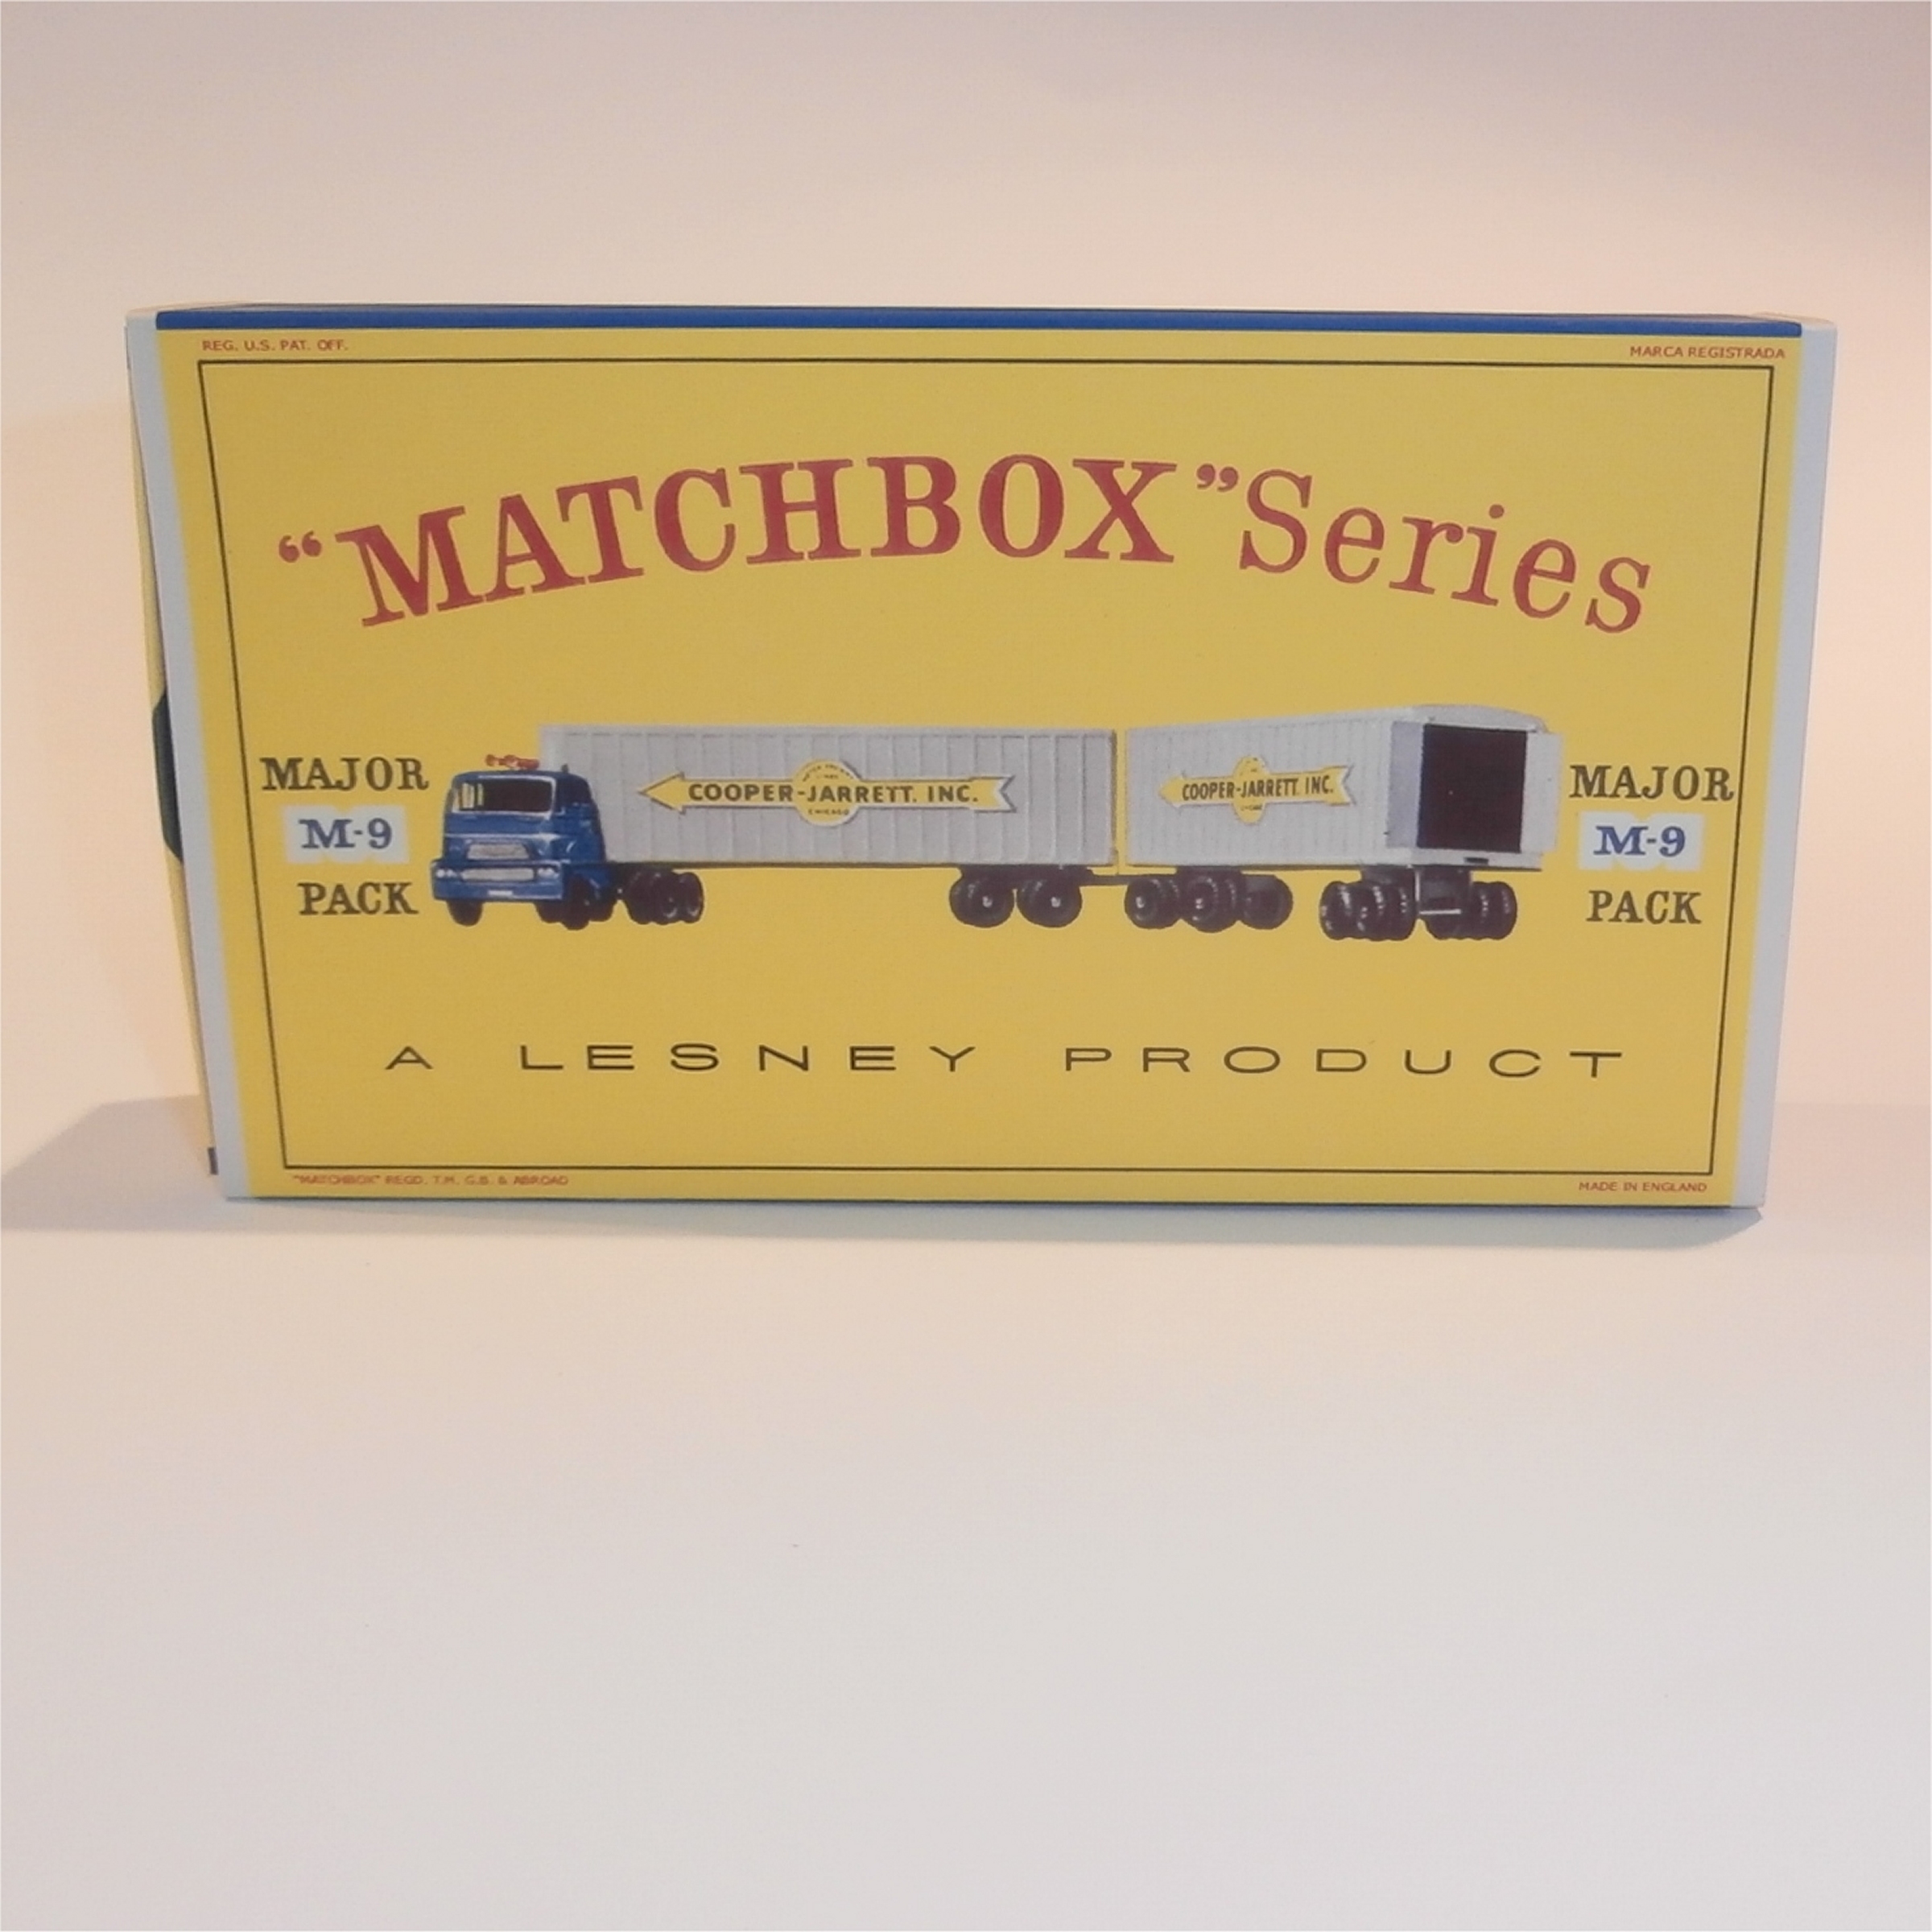 REG. U.S. PAT. OFF.
MARCA REGISTRADA
“MATCHBOX” Series
MAJOR
M-9
PACK
COOPER-JARRETT. INC.
CHICAGO
COOPER-JARRETT. INC.
MAJOR
M-9
PACK
A LESNEY PRODUCT
"MATCHBOX" REGD. T.M. G.B. & ABROAD
MADE IN ENGLAND